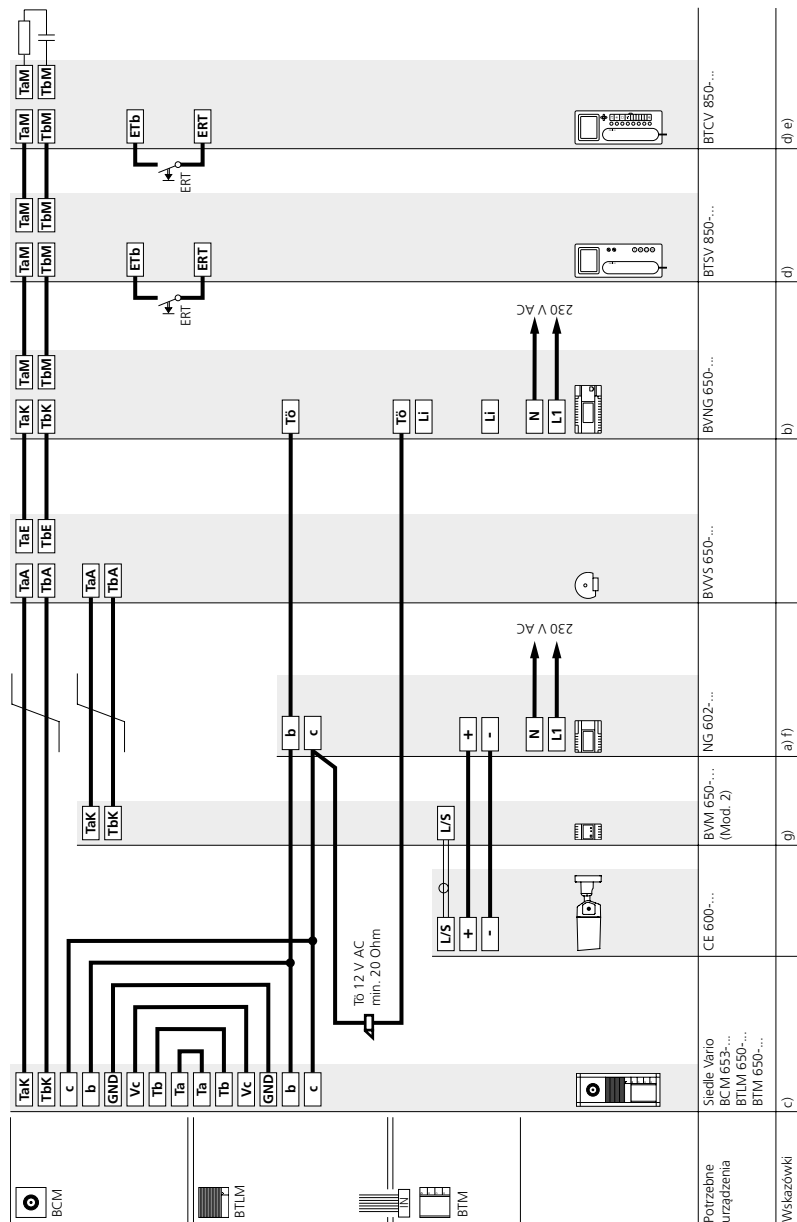 TaK TaA TaE TaK TaM TaM TaM TaM TaM
TbK TbA TbE TbK TbM TbM TbM TbM TbM
BCM
c
b TaK TaA TaA
GND TbK TbA TbA
Vc ETb ETb
Tb
Ta ERT ERT
Ta ERT ERT
Tb
BTLM
Vc
GND
b b Tö
c c
Tö 12 V AC
min. 20 Ohm
IN Tö
Li
L/S L/S
BTM
+ +
- - Li
N N
L1 L1
230 V AC 230 V AC
Potrzebne
urządzenia
Siedle Vario
BCM 653-...
BTLM 650-...
BTM 650-...
CE 600-...
BVM 650-...
(Mod. 2)
NG 602-...
BVVS 650-...
BVNG 650-...
BTSV 850-...
BTCV 850-...
Wskazówki
c)
g)
a) f)
b)
d)
d) e)